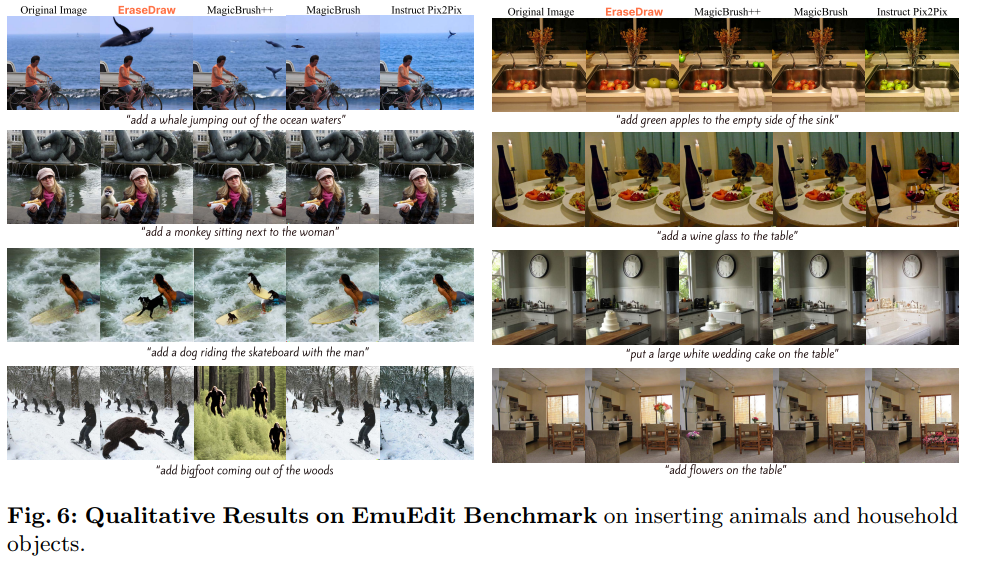 Original Image EraseDraw MagicBrush++ MagicBrush Instruct Pix2Pix
"add a whale jumping out of the ocean waters"
"add a monkey sitting next to the woman"
"add a dog riding the skateboard with the man"
"add bigfoot coming out of the woods
Original Image EraseDraw MagicBrush++ MagicBrush Instruct Pix2Pix
"add green apples to the empty side of the sink"
"add a wine glass to the table"
"put a large white wedding cake on the table"
"add flowers on the table"
Fig. 6: Qualitative Results on EmuEdit Benchmark on inserting animals and household
objects.